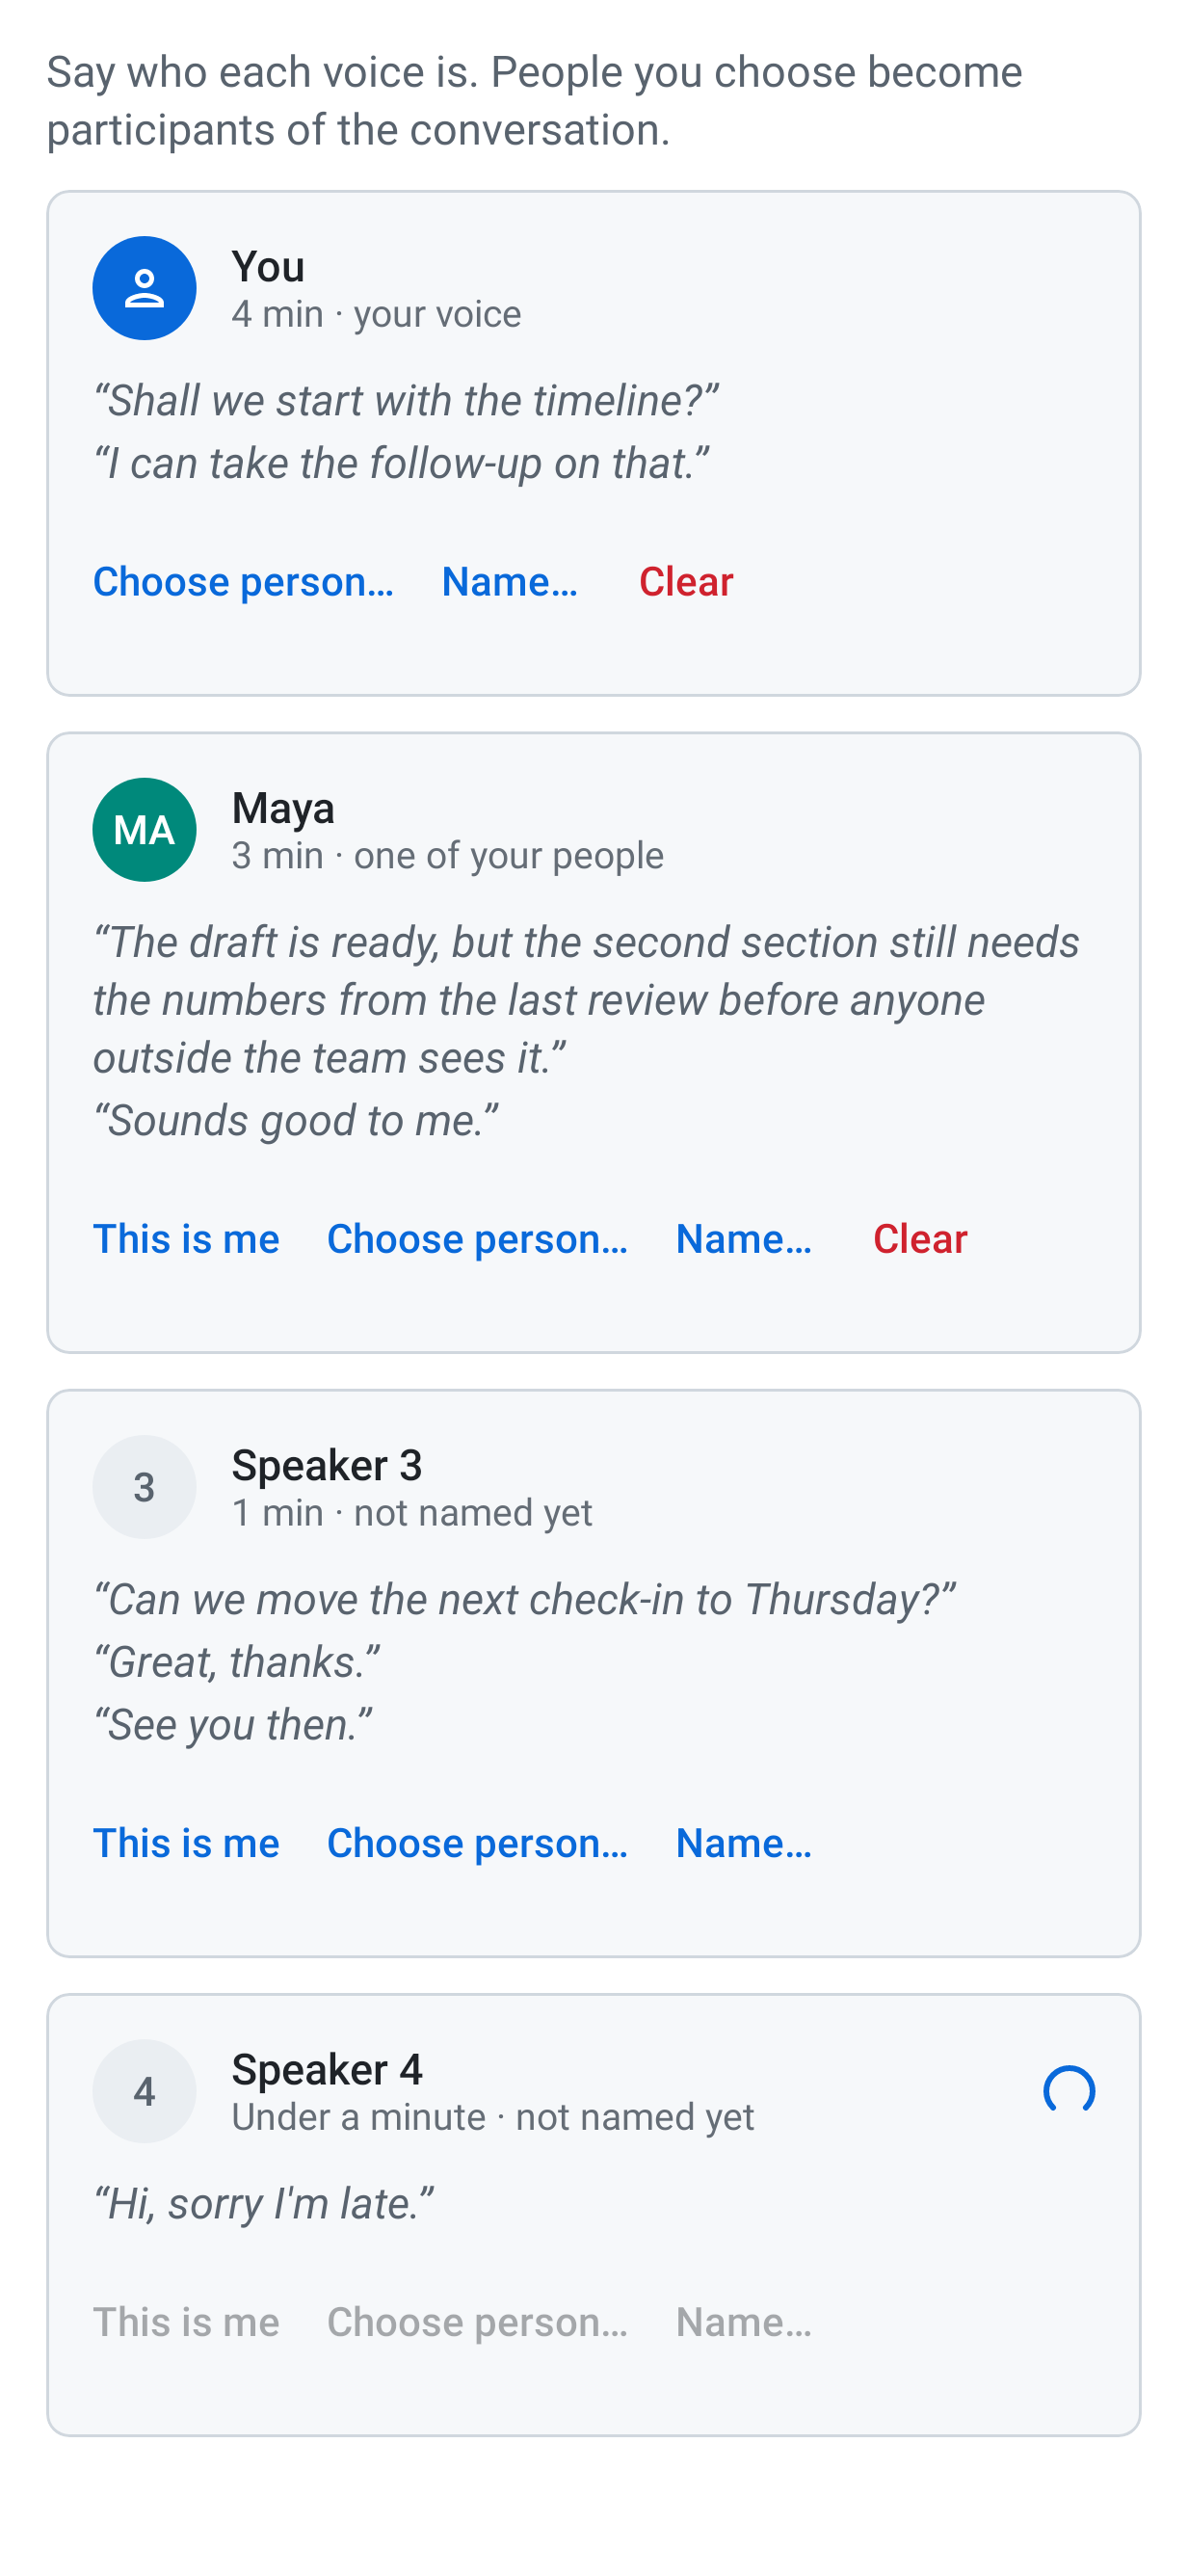 Say who each voice is. People you choose become
participants of the conversation.
You
4 min · your voice
“Shall we start with the timeline?”
“I can take the follow-up on that.”
Choose person… Name… Clear
MA
Maya
3 min · one of your people
“The draft is ready, but the second section still needs
the numbers from the last review before anyone
outside the team sees it.”
“Sounds good to me.”
This is me Choose person… Name… Clear
3
Speaker 3
1 min · not named yet
“Can we move the next check-in to Thursday?”
“Great, thanks.”
“See you then.”
This is me Choose person… Name…
4
Speaker 4
Under a minute · not named yet
“Hi, sorry I'm late.”
This is me Choose person… Name…